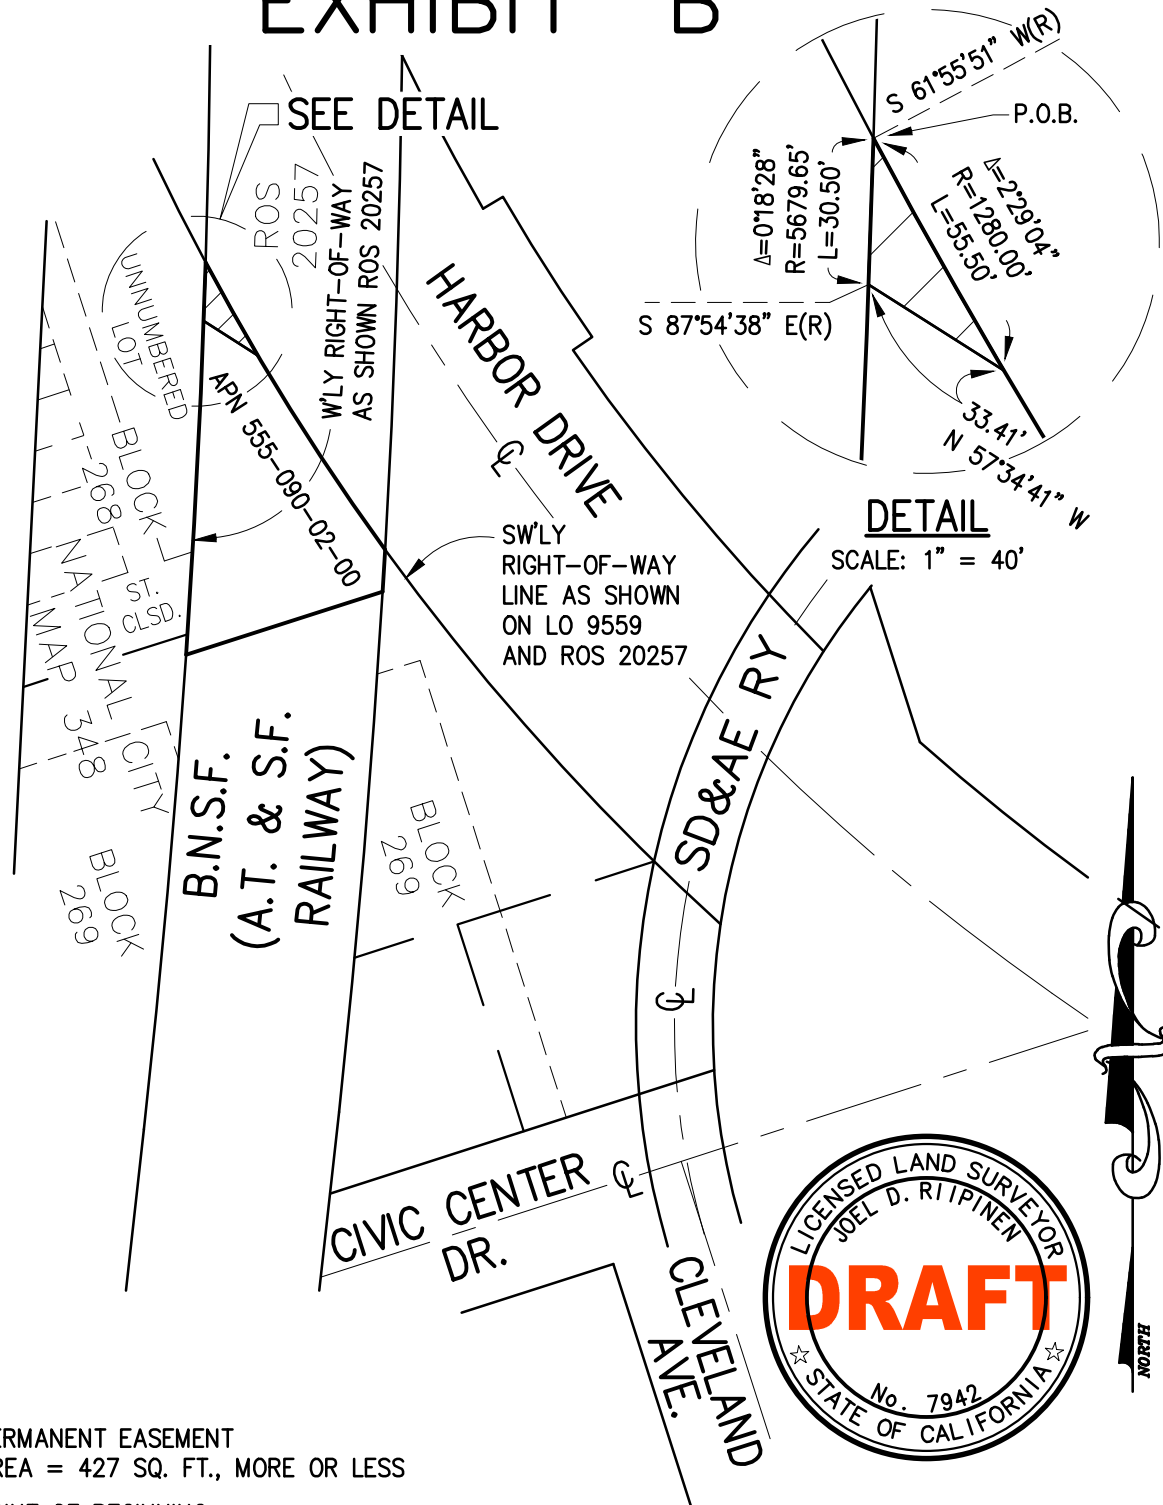 EXHIBIT B
SEE DETAIL
ROS
20257
W'LY RIGHT-OF-WAY
AS SHOWN ROS 20257
UNNUMBERED
LOT
APN 555-090-02-00
HARBOR DRIVE
SW'LY
RIGHT-OF-WAY
LINE AS SHOWN
ON LO 9559
AND ROS 20257
S 61°55'51" W(R)
P.O.B.
Δ=0°18'28"
R=5679.65'
L=30.50'
Δ=2°29'04"
R=1280.00'
L=55.50'
S 87°54'38" E(R)
33.41'
N 57°34'41" W
DETAIL
SCALE: 1" = 40'
BLOCK
268
NATIONAL CITY
MAP 348
ST.
CLSD.
BLOCK
269
B.N.S.F.
(A.T. & S.F.
RAILWAY)
BLOCK
269
SD&AE RY
CIVIC CENTER
DR.
CLEVELAND
AVE.
LICENSED LAND SURVEYOR
JOEL D. RIIPINEN
DRAFT
No. 7942
STATE OF CALIFORNIA
NORTH
ERMANENT EASEMENT
REA = 427 SQ. FT., MORE OR LESS